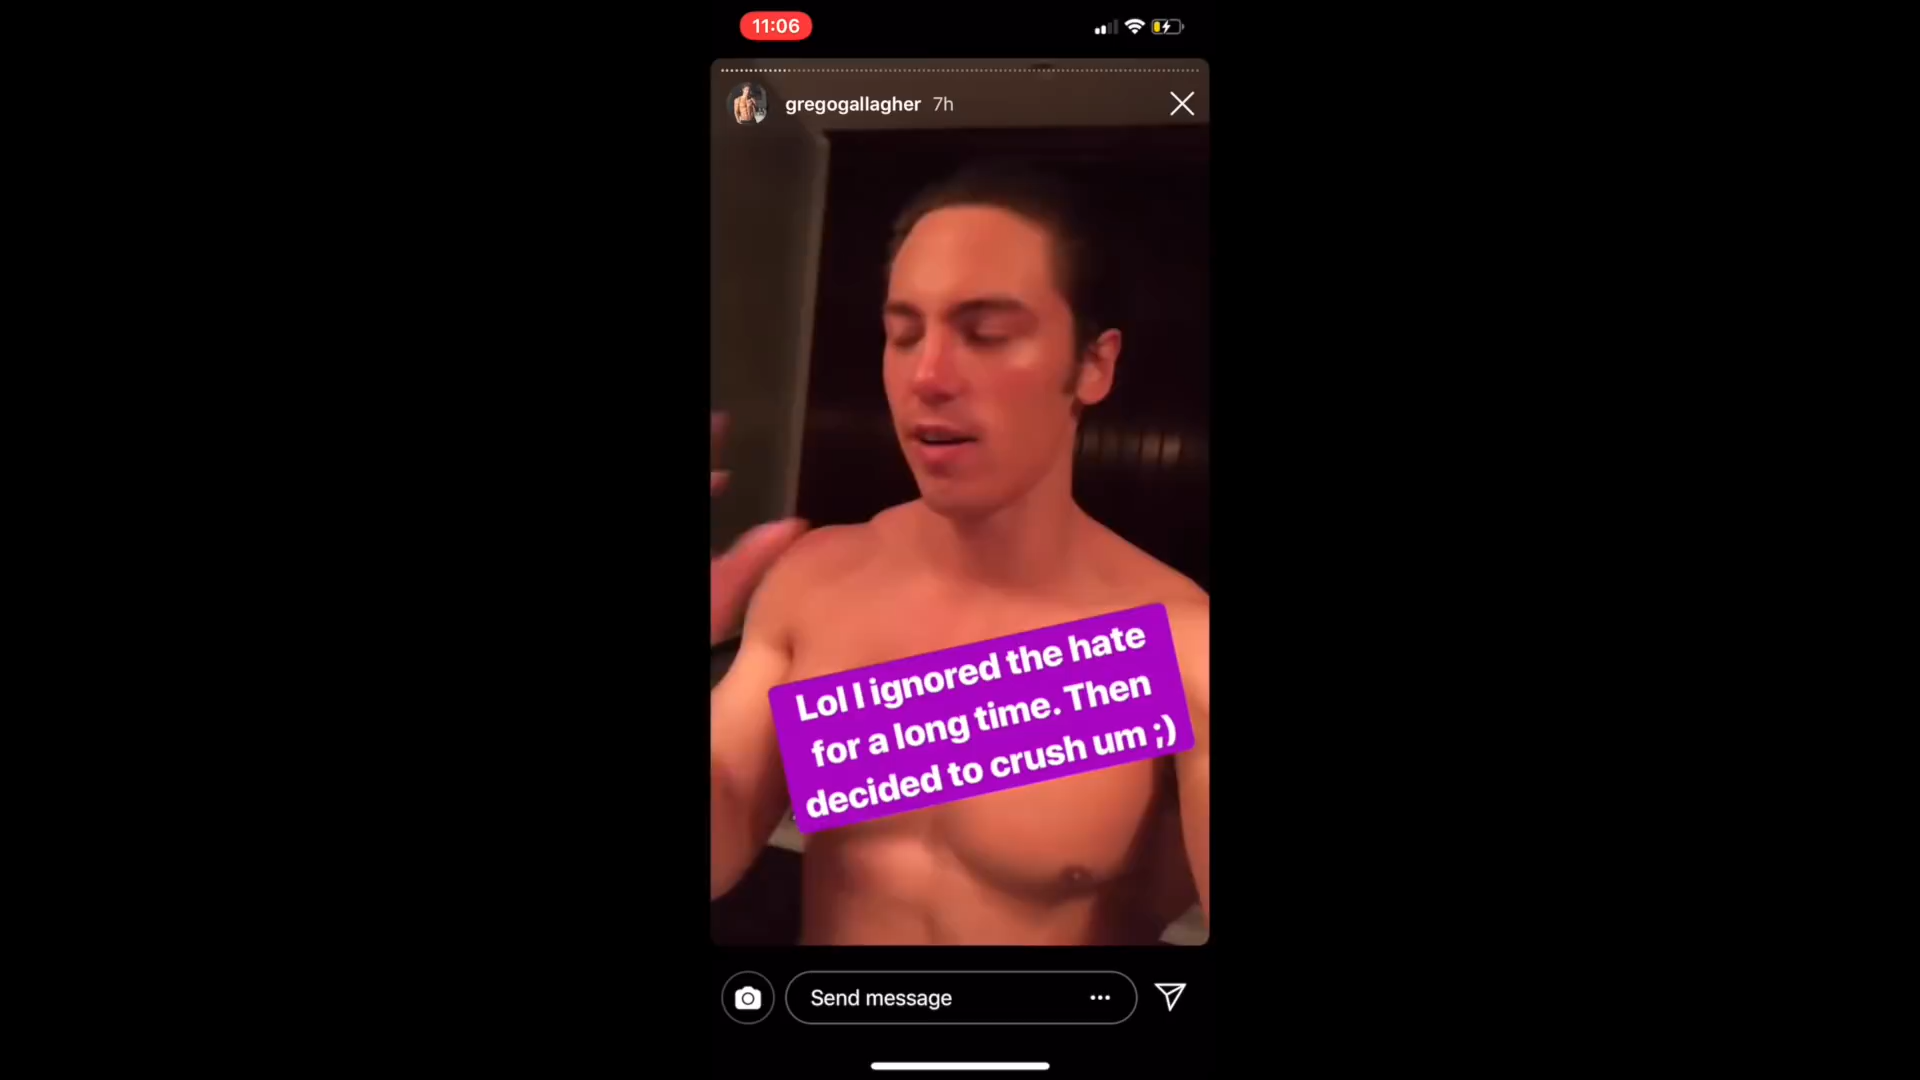 11:06
gregogallagher 7h
Lol I ignored the hate
for a long time. Then
decided to crush um ;)
Send message